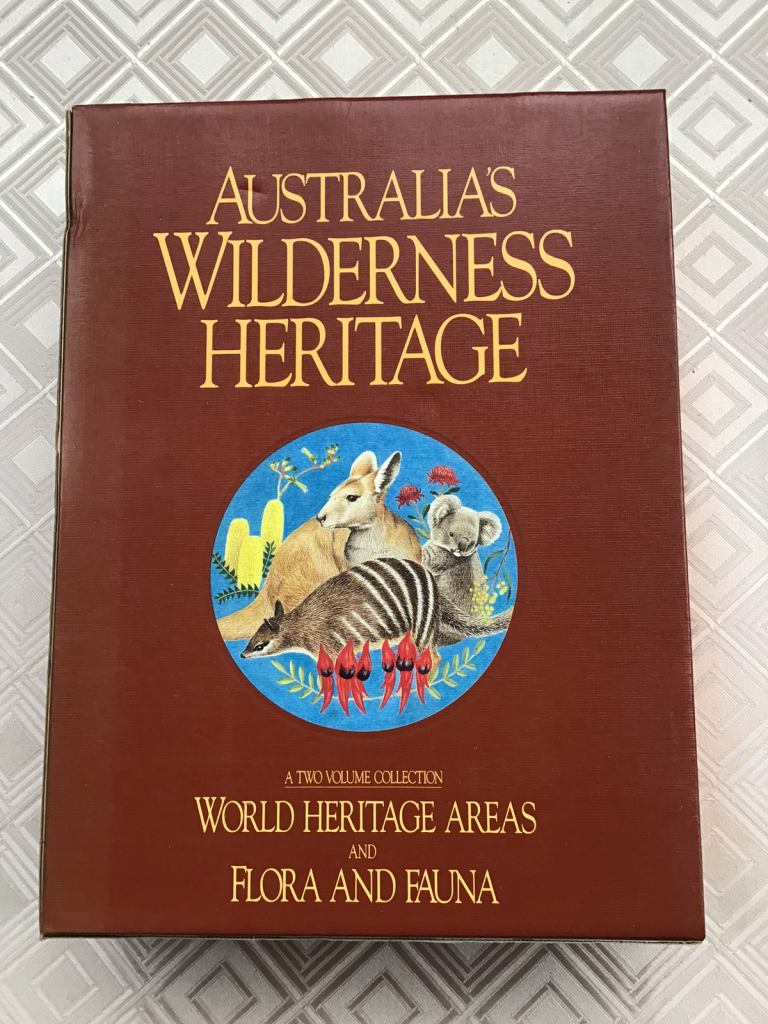 AUSTRALIA'S
WILDERNESS
HERITAGE
A TWO VOLUME COLLECTION
WORLD HERITAGE AREAS
AND
FLORA AND FAUNA